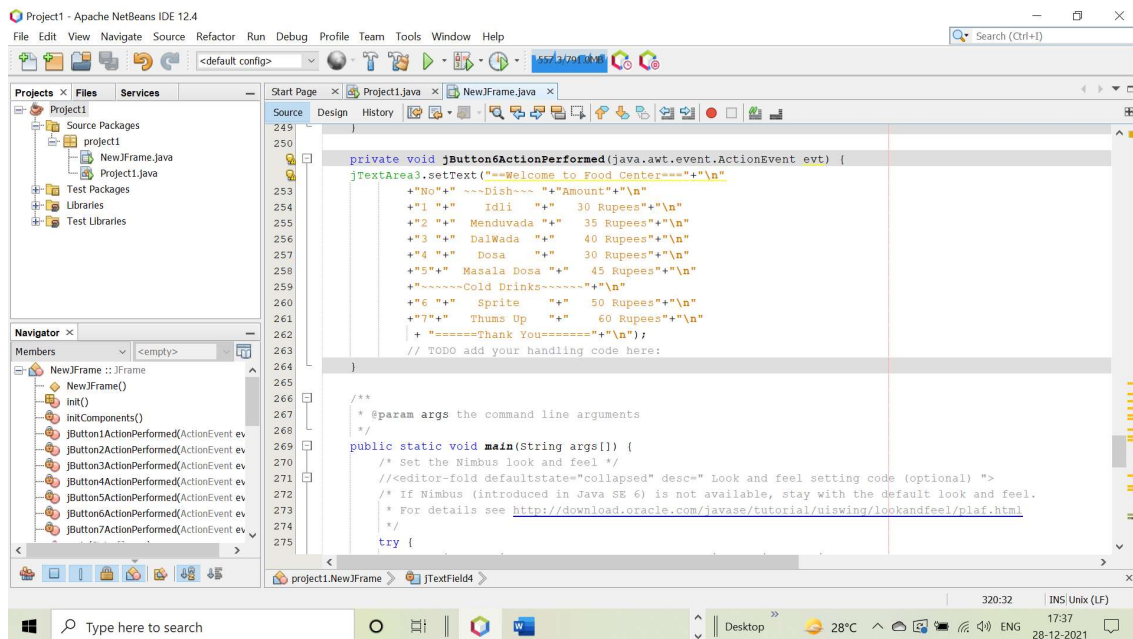 Project1 - Apache NetBeans IDE 12.4
File Edit View Navigate Source Refactor Run Debug Profile Team Tools Window Help
Search (Ctrl+I)
<default config>
557.3/791.0MB
Projects Files Services
Project1
Source Packages
project1
NewJFrame.java
Project1.java
Test Packages
Libraries
Test Libraries
Start Page Project1.java NewJFrame.java
Source Design History
249 }
250
private void jButton6ActionPerformed(java.awt.event.ActionEvent evt) {
jTextArea3.setText("==Welcome to Food Center==="+"\n"
253 +"No"+" ~~~Dish~~~ "+"Amount"+"\n"
254 +"1 "+" Idli "+" 30 Rupees"+"\n"
255 +"2 "+" Menduvada "+" 35 Rupees"+"\n"
256 +"3 "+" DalWada "+" 40 Rupees"+"\n"
257 +"4 "+" Dosa "+" 30 Rupees"+"\n"
258 +"5"+" Masala Dosa "+" 45 Rupees"+"\n"
259 +"~~~~~~Cold Drinks~~~~~~"+"\n"
260 +"6 "+" Sprite "+" 50 Rupees"+"\n"
261 +"7"+" Thums Up "+" 60 Rupees"+"\n"
262 + "======Thank You======="+"\n");
263 // TODO add your handling code here:
264 }
265
266 /**
267 * @param args the command line arguments
268 */
269 public static void main(String args[]) {
270 /* Set the Nimbus look and feel */
271 //<editor-fold defaultstate="collapsed" desc=" Look and feel setting code (optional) ">
272 /* If Nimbus (introduced in Java SE 6) is not available, stay with the default look and feel.
273 * For details see http://download.oracle.com/javase/tutorial/uiswing/lookandfeel/plaf.html
274 */
275 try {
Navigator
Members <empty>
NewJFrame :: JFrame
NewJFrame()
init()
initComponents()
jButton1ActionPerformed(ActionEvent ev
jButton2ActionPerformed(ActionEvent ev
jButton3ActionPerformed(ActionEvent ev
jButton4ActionPerformed(ActionEvent ev
jButton5ActionPerformed(ActionEvent ev
jButton6ActionPerformed(ActionEvent ev
jButton7ActionPerformed(ActionEvent ev
project1.NewJFrame jTextField4
320:32 INS Unix (LF)
Type here to search
Desktop 28°C ENG 17:37
28-12-2021